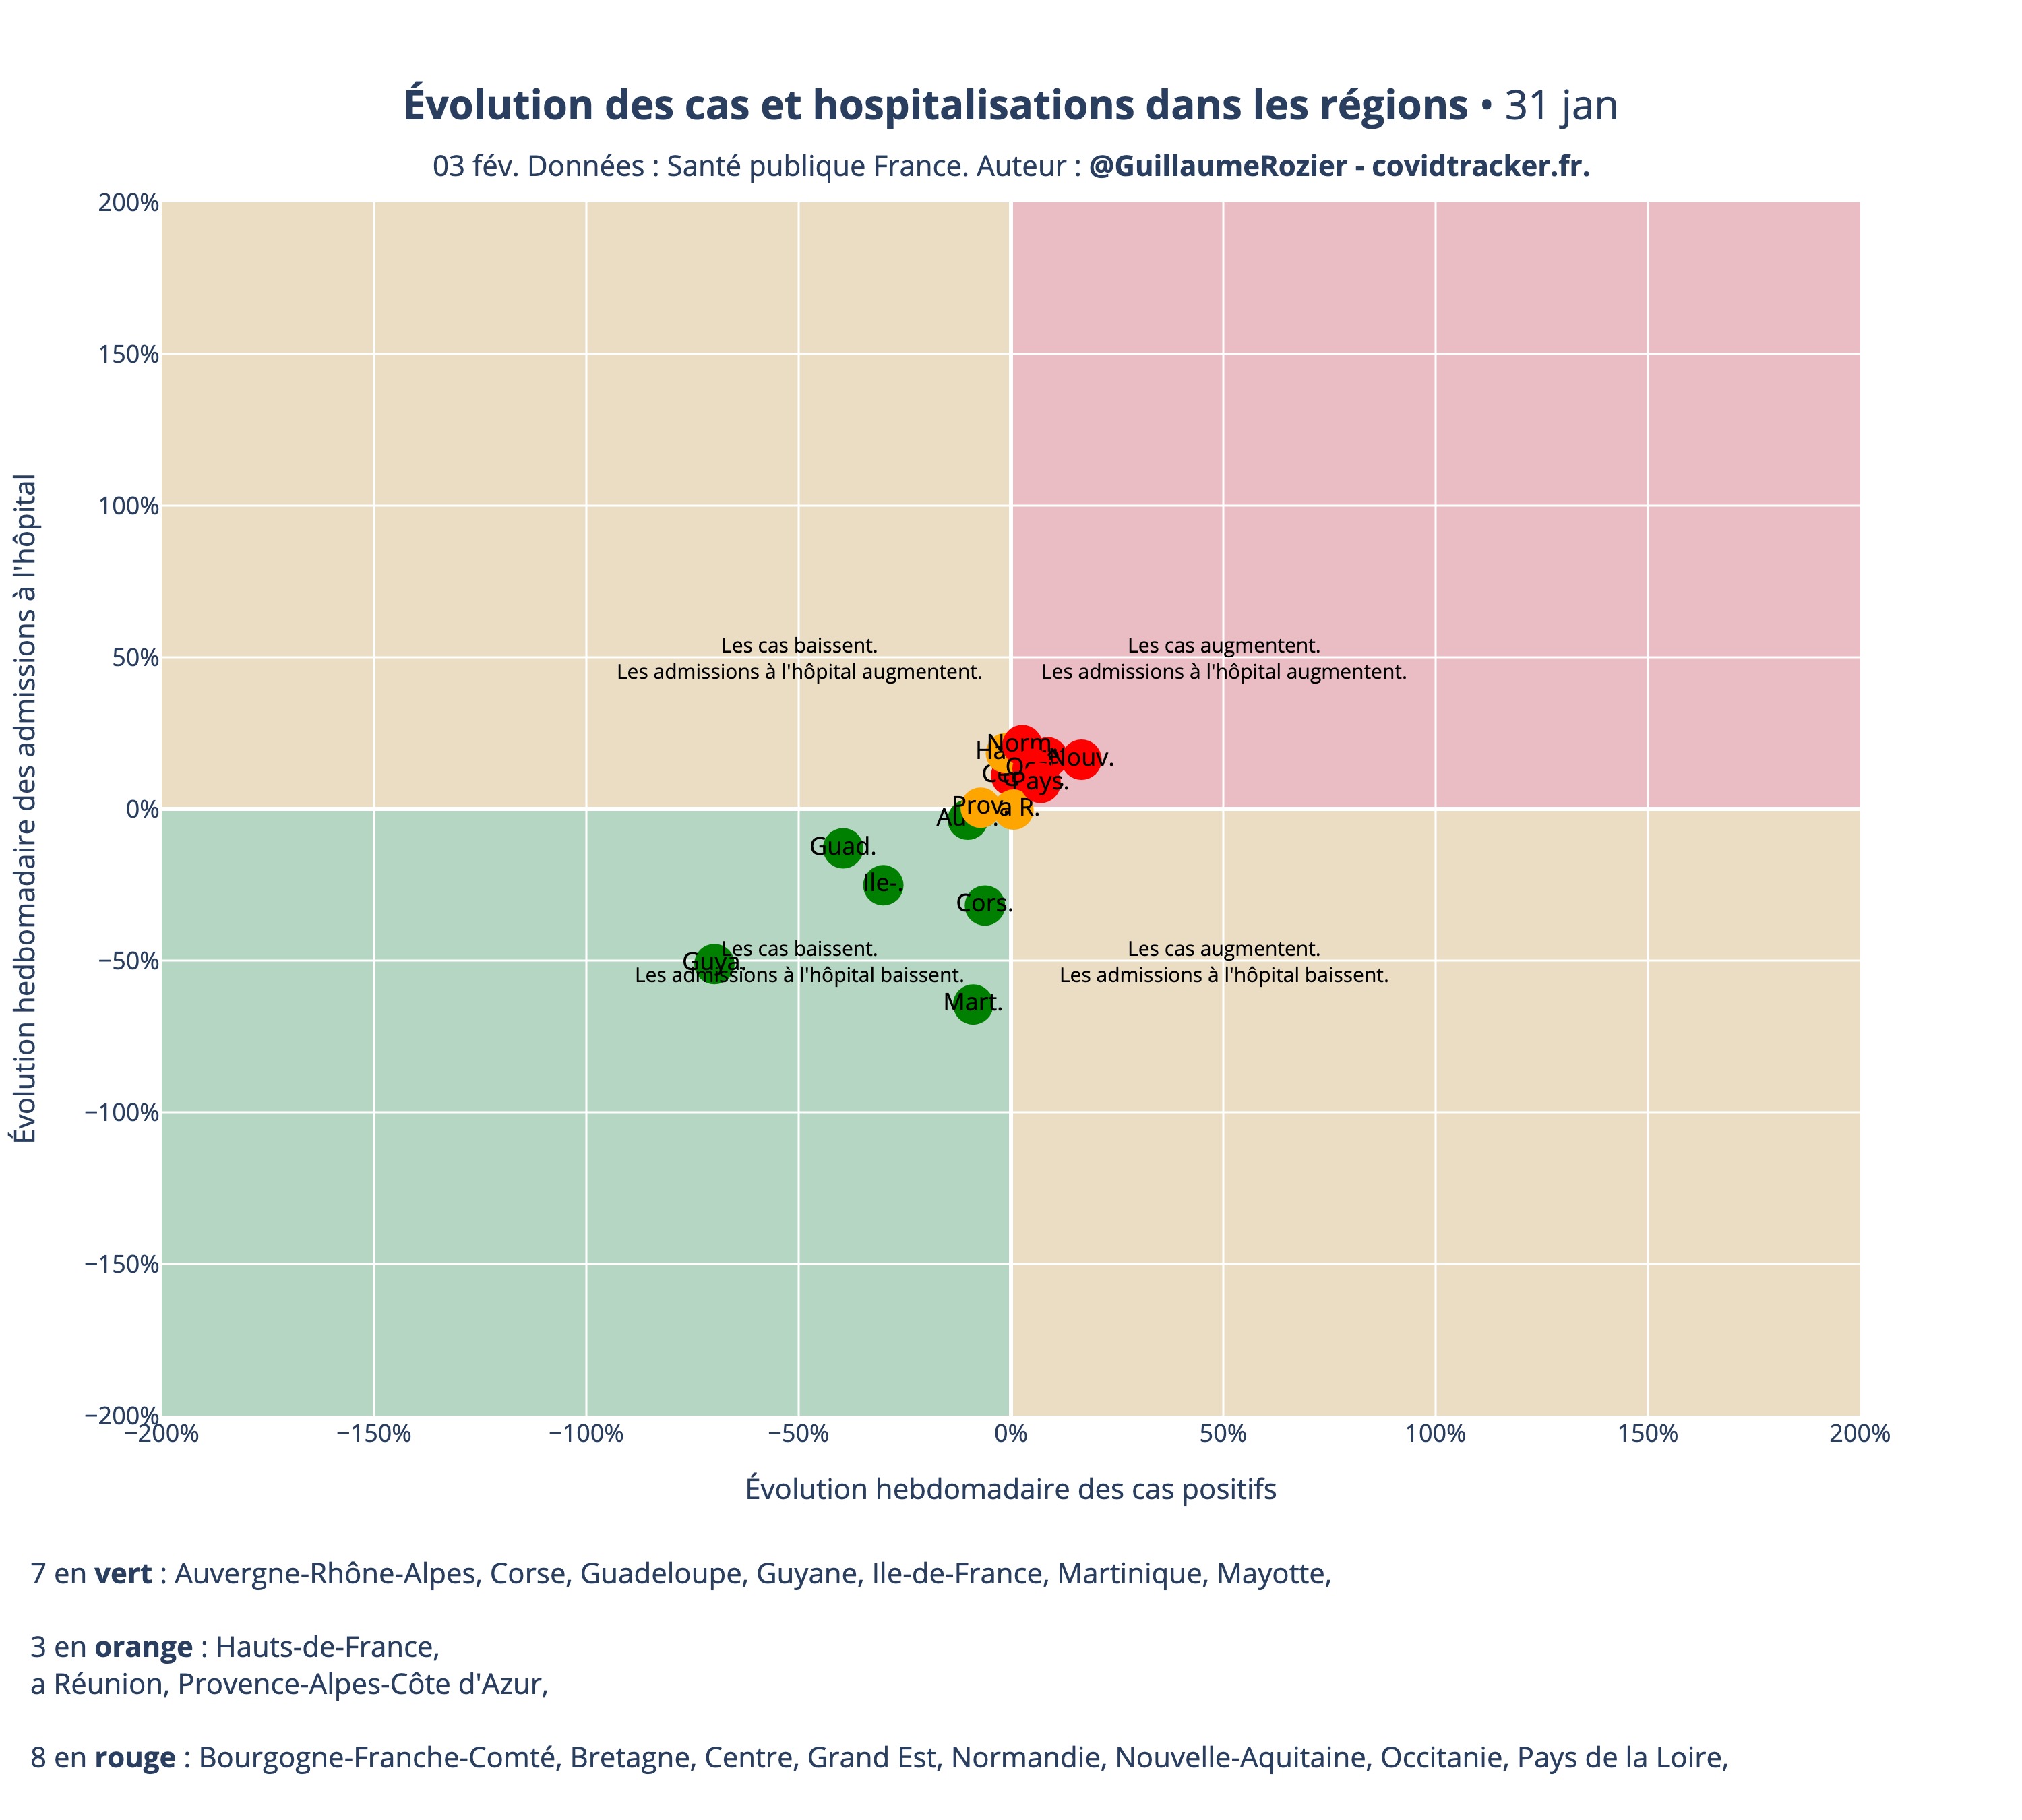 Évolution des cas et hospitalisations dans les régions • 31 jan
03 fév. Données : Santé publique France. Auteur : @GuillaumeRozier - covidtracker.fr.
Évolution hedbomadaire des admissions à l'hôpital
200%
150%
100%
50%
0%
−50%
−100%
−150%
−200%
Les cas baissent.
Les admissions à l'hôpital augmentent.
Les cas augmentent.
Les admissions à l'hôpital augmentent.
Norm.
Nouv.
Pays.
Prov.
a R.
Guad.
Ile-.
Cors.
Guya.
Mart.
Les cas baissent.
Les admissions à l'hôpital baissent.
Les cas augmentent.
Les admissions à l'hôpital baissent.
−200%
−150%
−100%
−50%
0%
50%
100%
150%
200%
Évolution hebdomadaire des cas positifs
7 en vert : Auvergne-Rhône-Alpes, Corse, Guadeloupe, Guyane, Ile-de-France, Martinique, Mayotte,
3 en orange : Hauts-de-France,
a Réunion, Provence-Alpes-Côte d'Azur,
8 en rouge : Bourgogne-Franche-Comté, Bretagne, Centre, Grand Est, Normandie, Nouvelle-Aquitaine, Occitanie, Pays de la Loire,